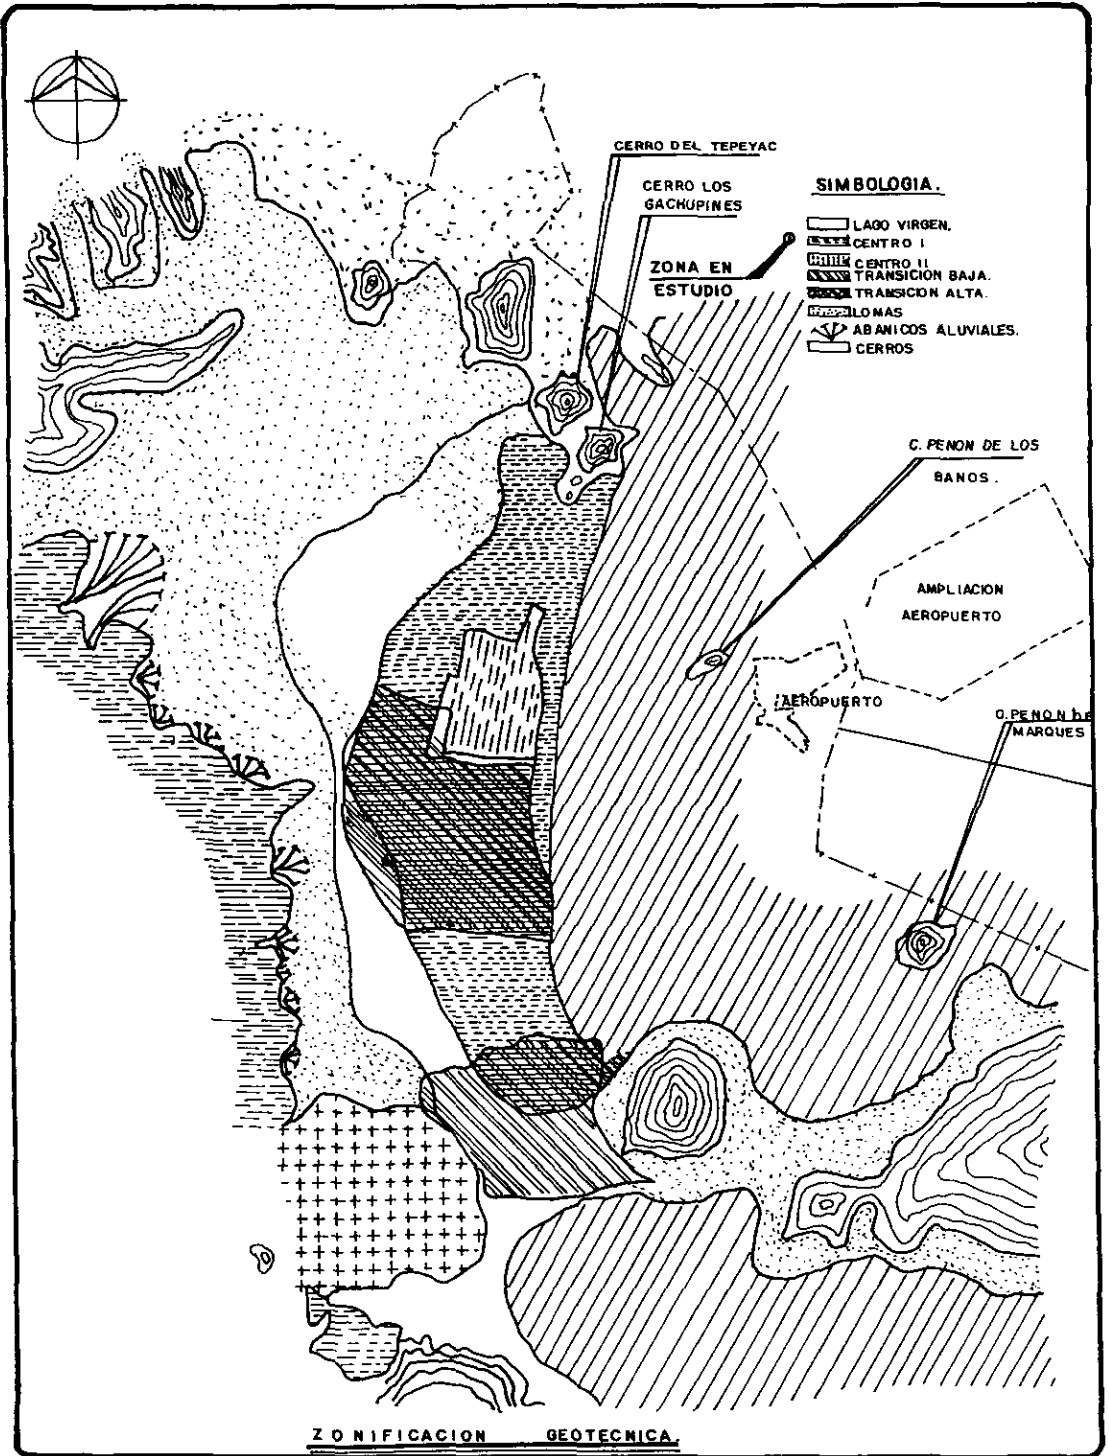 CERRO DEL TEPEYAC
CERRO LOS
GACHUPINES
ZONA EN
ESTUDIO
SIMBOLOGIA.
LAGO VIRGEN.
CENTRO I
CENTRO II
TRANSICION BAJA.
TRANSICION ALTA.
LOMAS
ABANICOS ALUVIALES.
CERROS
C. PENON DE LOS
BANOS.
AMPLIACION
AEROPUERTO
AEROPUERTO
MARQUES
ZONIFICACION GEOTECNICA.